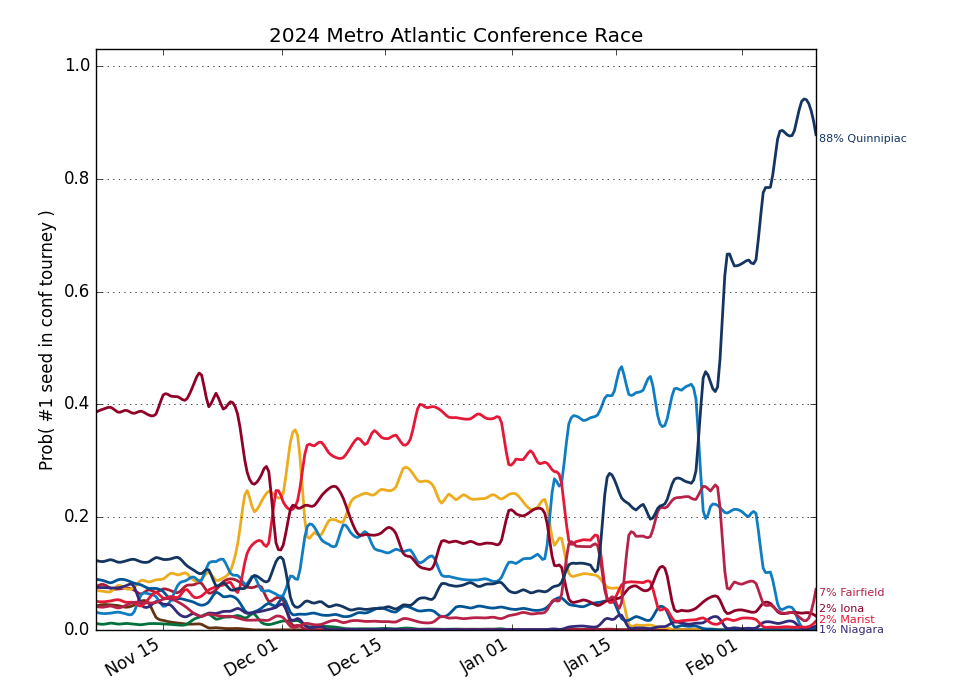 2024 Metro Atlantic Conference Race
Prob( #1 seed in conf tourney )
1.0
0.8
0.6
0.4
0.2
0.0
Nov 15
Dec 01
Dec 15
Jan 01
Jan 15
Feb 01
88% Quinnipiac
7% Fairfield
2% Iona
2% Marist
1% Niagara